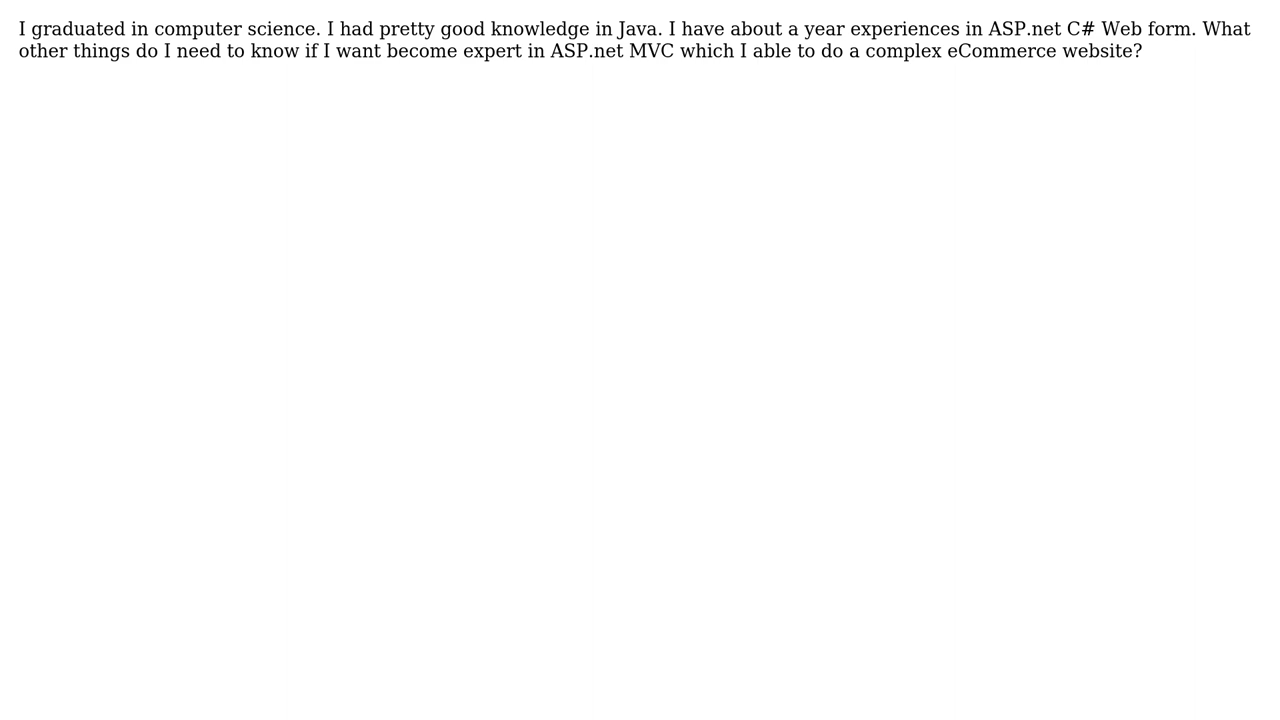 I graduated in computer science. I had pretty good knowledge in Java. I have about a year experiences in ASP.net C# Web form. What
other things do I need to know if I want become expert in ASP.net MVC which I able to do a complex eCommerce website?